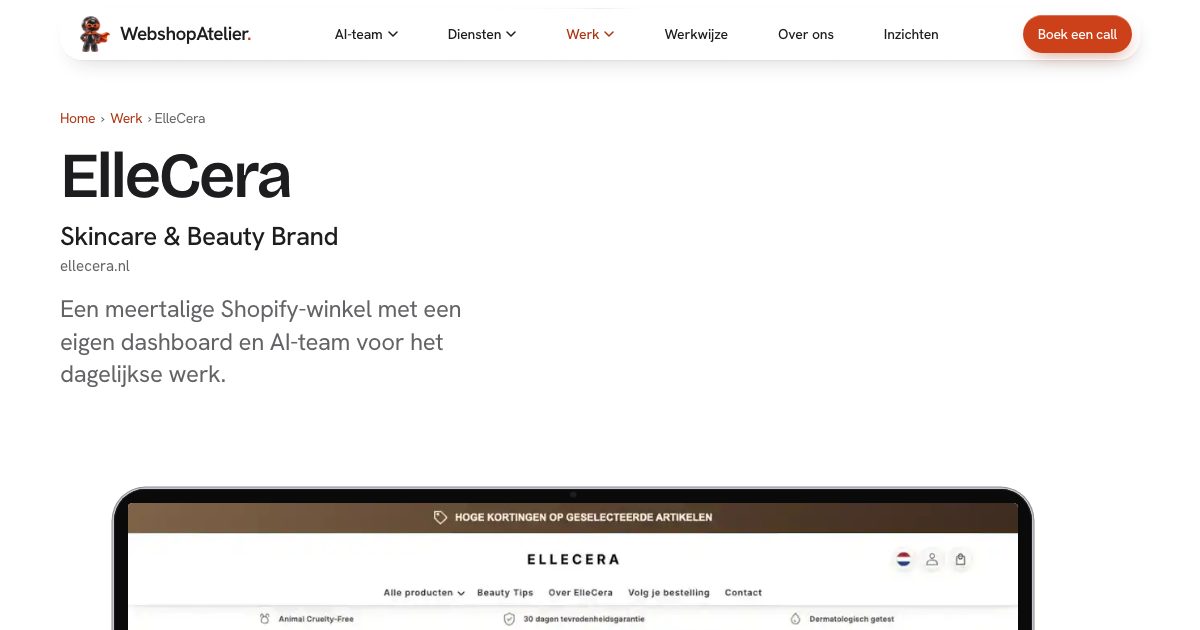 WebshopAtelier.
AI-team
Diensten
Werk
Werkwijze
Over ons
Inzichten
Boek een call
Home › Werk › ElleCera
ElleCera
Skincare & Beauty Brand
ellecera.nl
Een meertalige Shopify-winkel met een
eigen dashboard en AI-team voor het
dagelijkse werk.
HOGE KORTINGEN OP GESELECTEERDE ARTIKELEN
ELLECERA
Alle producten
Beauty Tips
Over ElleCera
Volg je bestelling
Contact
Animal Cruelty-Free
30 dagen tevredenheidsgarantie
Dermatologisch getest